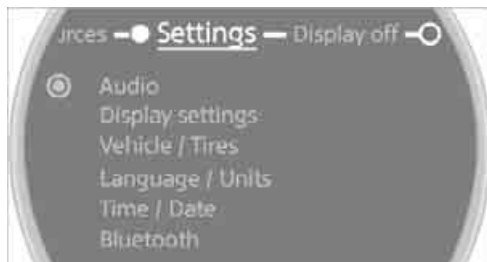 urces Settings Display off
Audio
Display settings
Vehicle / Tires
Language / Units
Time / Date
Bluetooth